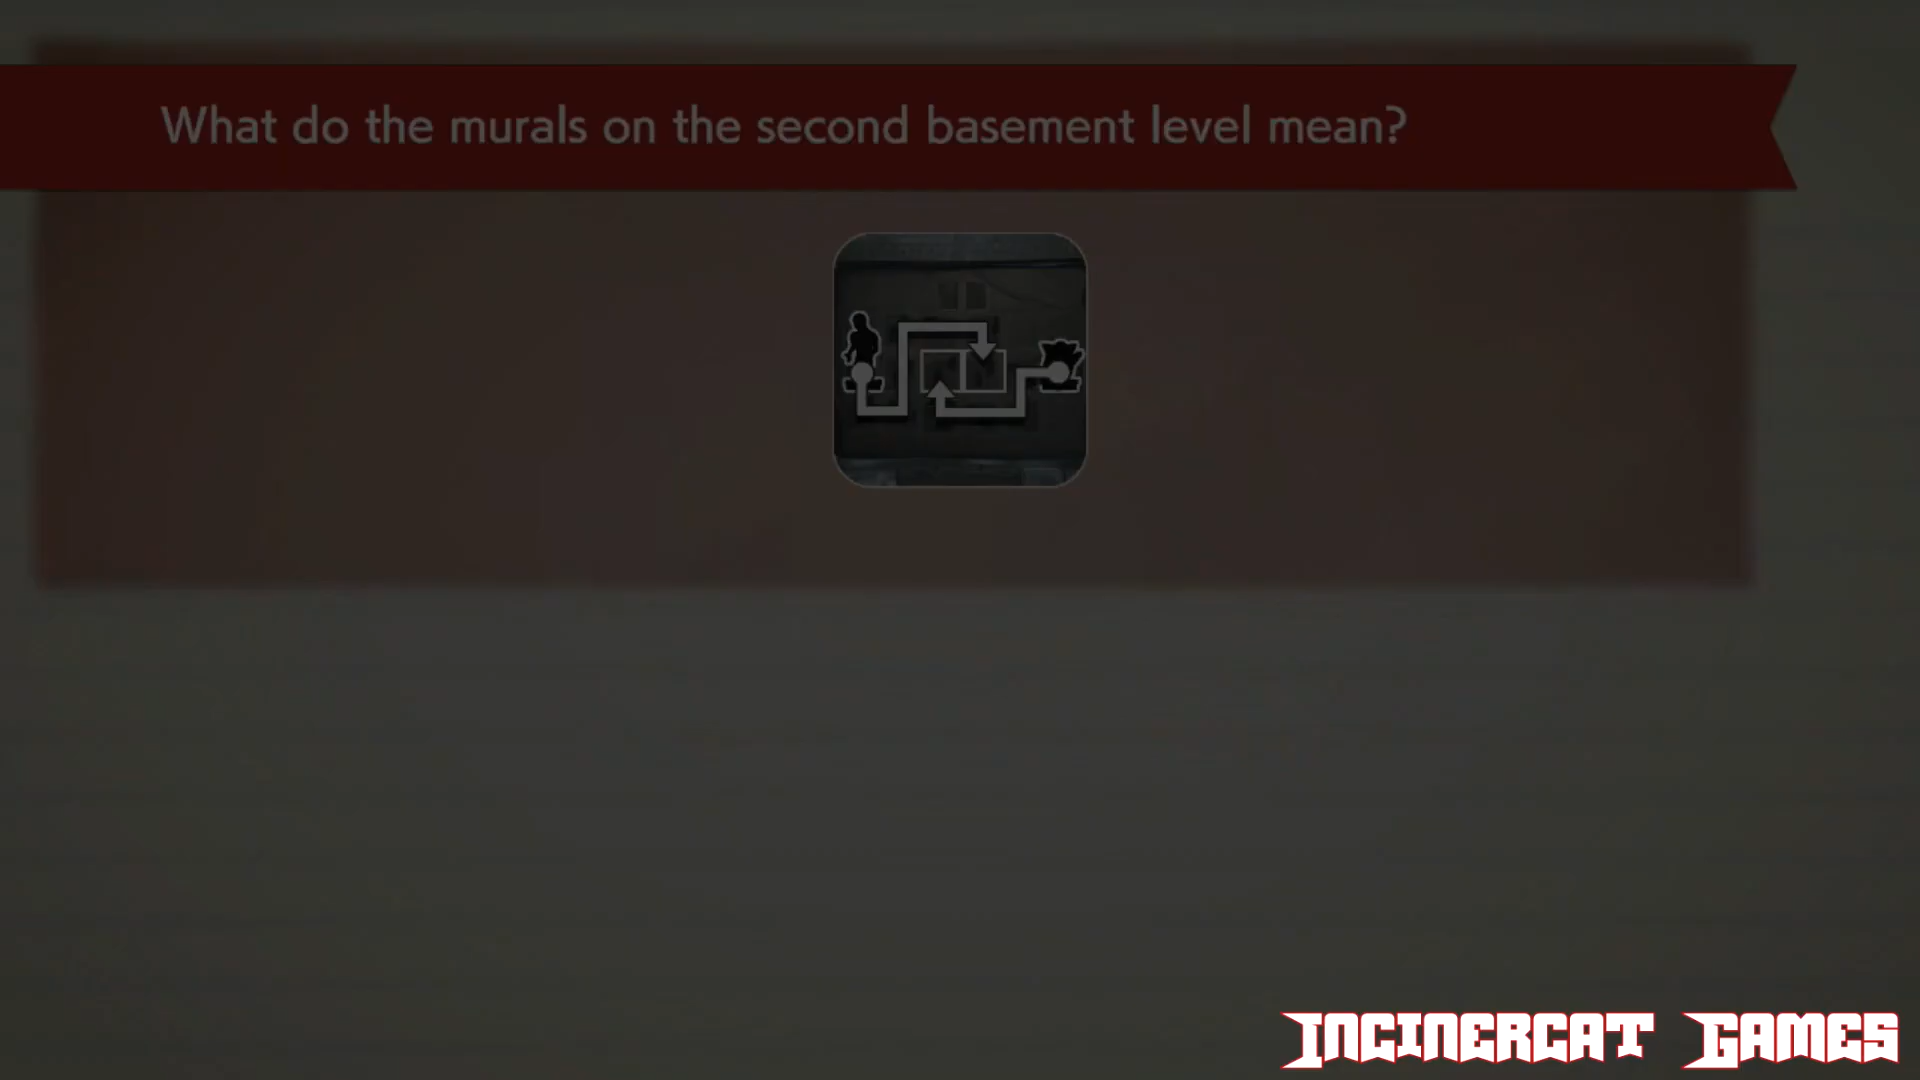 What do the murals on the second basement level mean?
INCINERCAT GAMES